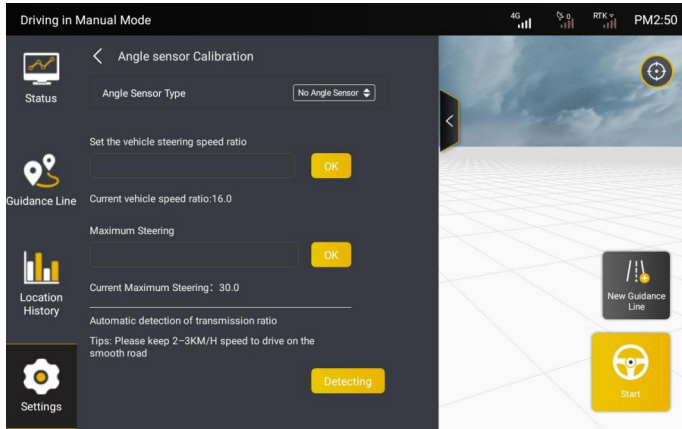 Driving in Manual Mode
4G
0
RTK
PM2:50
Status
Angle sensor Calibration
Angle Sensor Type
No Angle Sensor
Set the vehicle steering speed ratio
OK
Guidance Line
Current vehicle speed ratio:16.0
Maximum Steering
OK
Current Maximum Steering: 30.0
Location
History
Automatic detection of transmission ratio
Tips: Please keep 2-3KM/H speed to drive on the
smooth road
Detecting
Settings
New Guidance
Line
Start